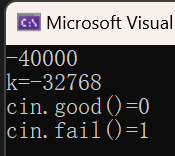 Microsoft Visual
-40000
k=-32768
cin.good()=0
cin.fail()=1